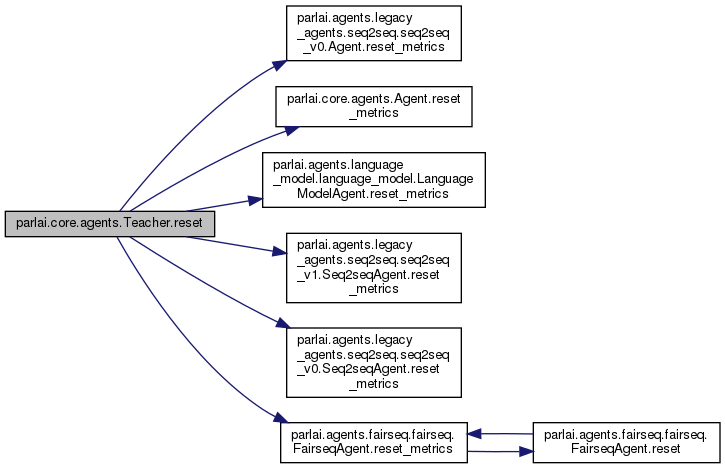 parlai.agents.legacy
_agents.seq2seq.seq2seq
_v0.Agent.reset_metrics
parlai.core.agents.Agent.reset
_metrics
parlai.agents.language
_model.language_model.Language
ModelAgent.reset_metrics
parlai.core.agents.Teacher.reset
parlai.agents.legacy
_agents.seq2seq.seq2seq
_v1.Seq2seqAgent.reset
_metrics
parlai.agents.legacy
_agents.seq2seq.seq2seq
_v0.Seq2seqAgent.reset
_metrics
parlai.agents.fairseq.fairseq.
FairseqAgent.reset_metrics
parlai.agents.fairseq.fairseq.
FairseqAgent.reset